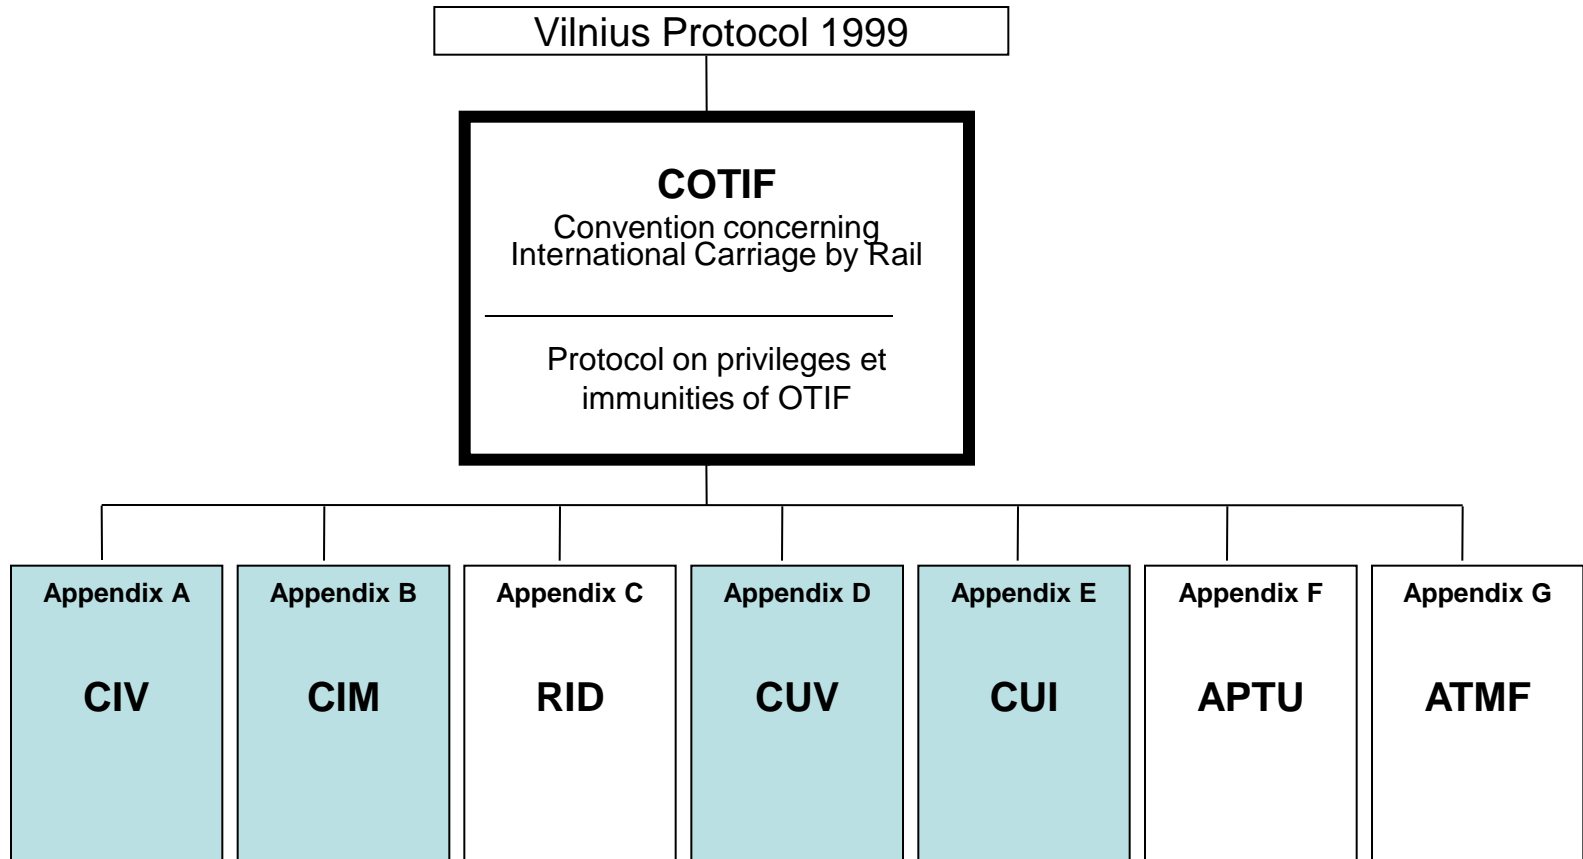 Vilnius Protocol 1999
COTIF
Convention concerning
International Carriage by Rail
Protocol on privileges et
immunities of OTIF
Appendix A
CIV
Appendix B
CIM
Appendix C
RID
Appendix D
CUV
Appendix E
CUI
Appendix F
APTU
Appendix G
ATMF